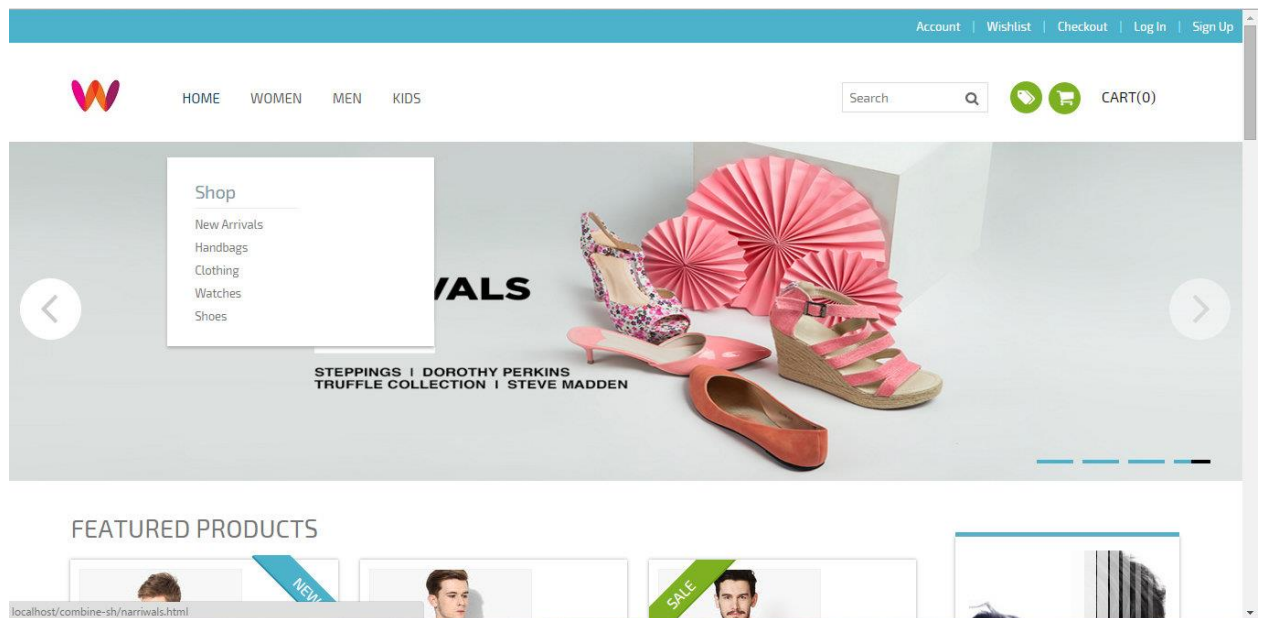 Account | Wishlist | Checkout | Log In | Sign Up
HOME WOMEN MEN KIDS
Search
CART(0)
Shop
New Arrivals
Handbags
Clothing
Watches
Shoes
VALS
STEPPINGS | DOROTHY PERKINS
TRUFFLE COLLECTION | STEVE MADDEN
FEATURED PRODUCTS
NEW
SALE
localhost/combine-sh/narriwals.html